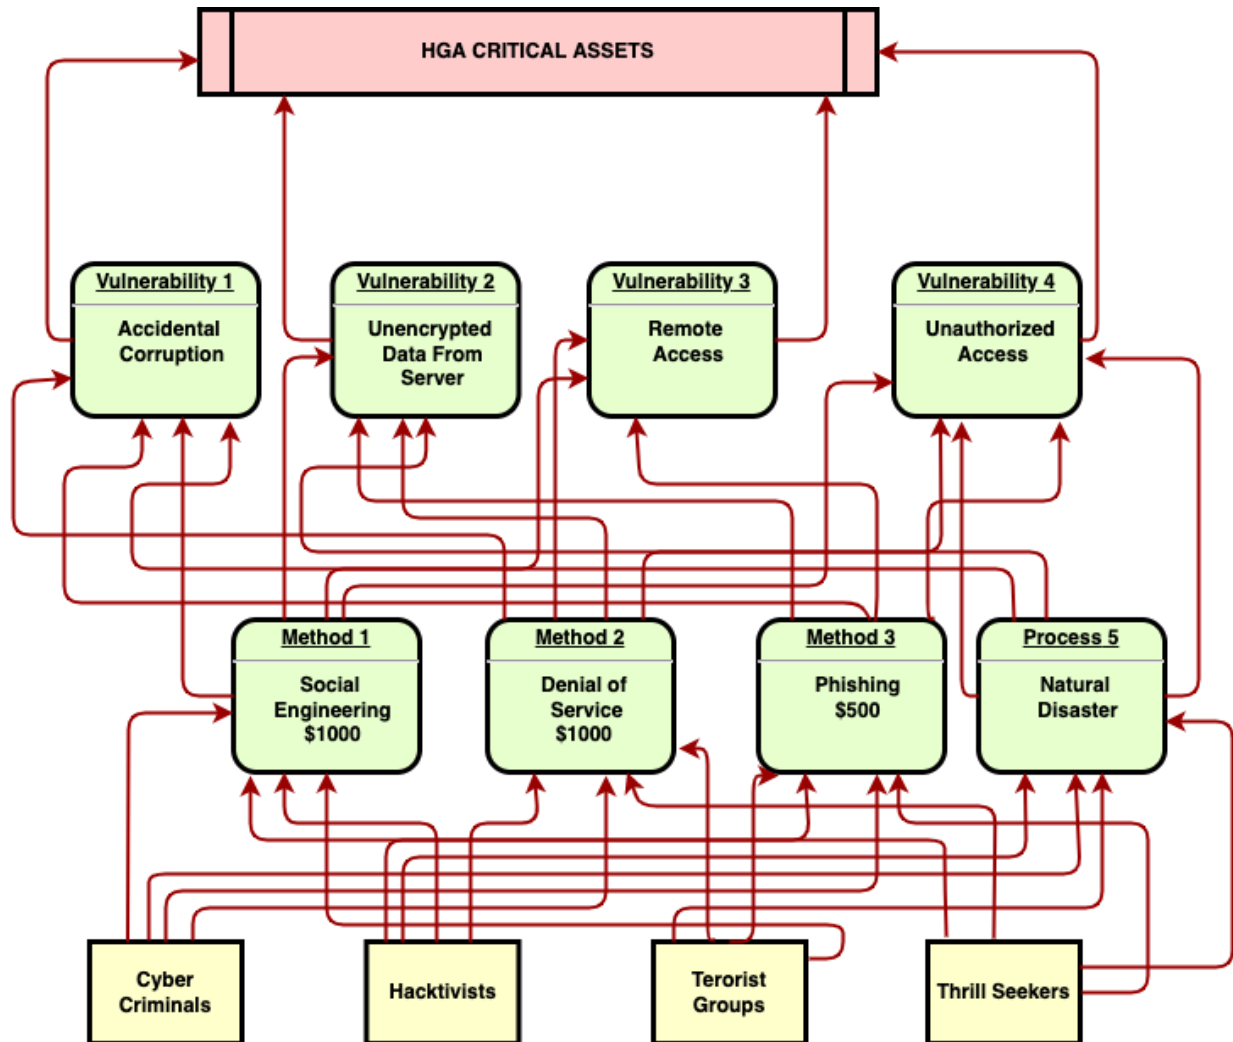 HGA CRITICAL ASSETS
Vulnerability 1
Accidental
Corruption
Vulnerability 2
Unencrypted
Data From
Server
Vulnerability 3
Remote
Access
Vulnerability 4
Unauthorized
Access
Method 1
Social
Engineering
$1000
Method 2
Denial of
Service
$1000
Method 3
Phishing
$500
Process 5
Natural
Disaster
Cyber
Criminals
Hacktivists
Terorist
Groups
Thrill Seekers